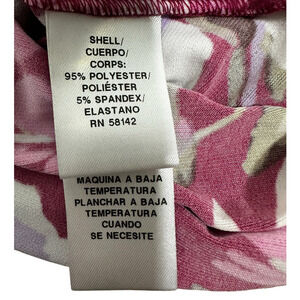 SHELL/
CUERPO/
CORPS:
95% POLYESTER/
POLIÉSTER
5% SPANDEX/
ELASTANO
RN 58142
MAQUINA A BAJA
TEMPERATURA
PLANCHAR A BAJA
TEMPERATURA
CUANDO
SE NECESITE